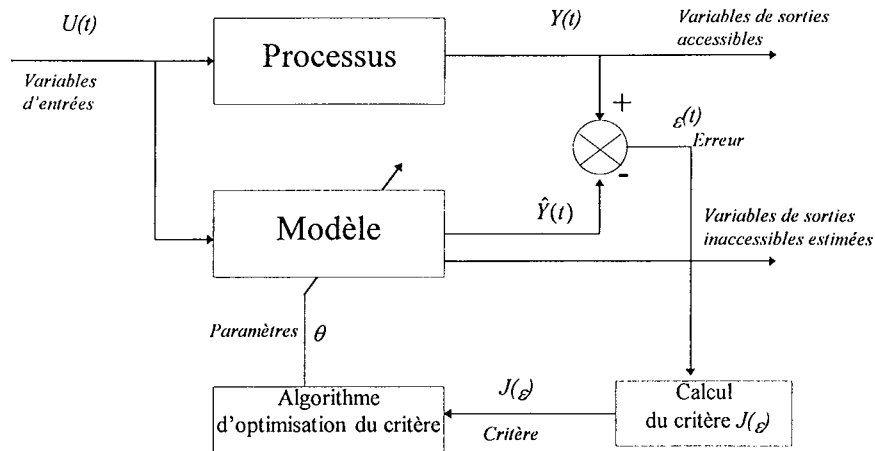 U(t)
Processus
Y(t)
Variables de sorties
accessibles
Variables
d'entrées
+
ε(t)
Erreur
-
Modèle
Ŷ(t)
Variables de sorties
inaccessibles estimées
Paramètres θ
Algorithme
d'optimisation du critère
J(ε)
Critère
Calcul
du critère J(ε)